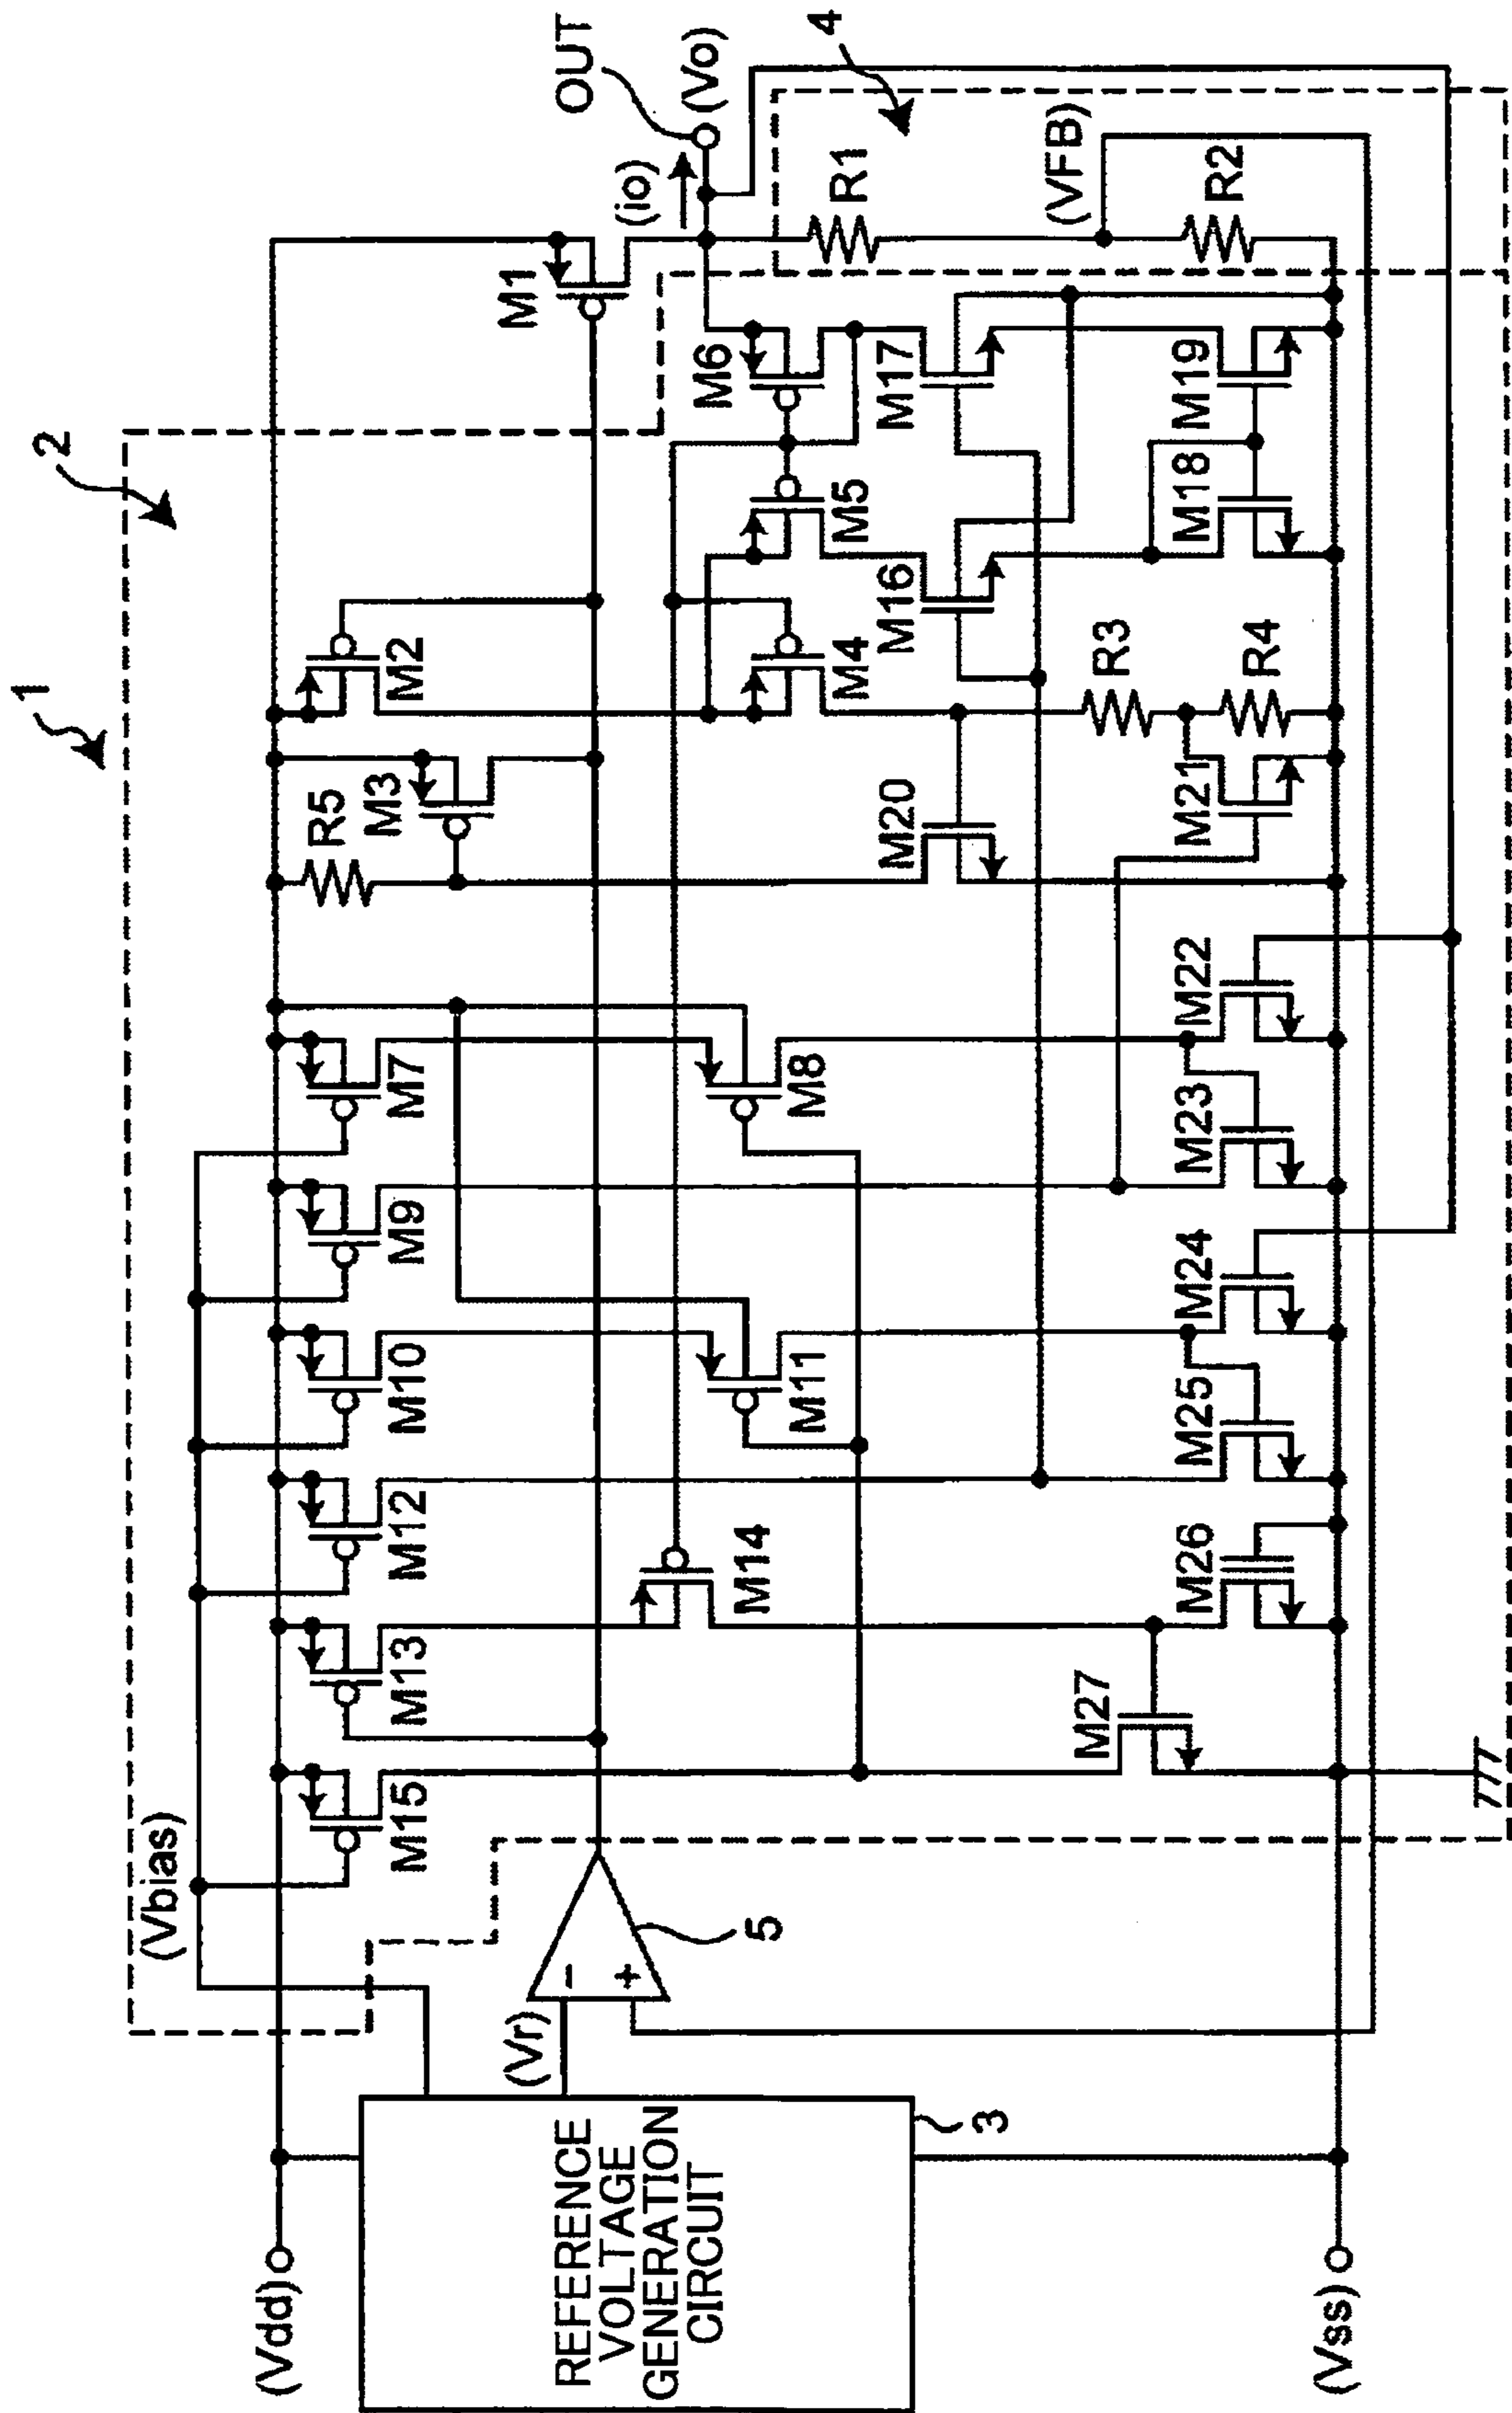 1
2
(Vbias)
(Vdd)
M15
M13
M12
M10
M9
M7
R5
M3
M2
M1
(io)
OUT
(Vo)
4
REFERENCE
VOLTAGE
GENERATION
CIRCUIT
3
(Vr)
−
+
5
M14
M11
M8
M4
M5
M6
R1
M20
M16
M17
(VFB)
M27
R3
M26
M25
M24
M23
M22
M21
R4
M18
M19
R2
(Vss)